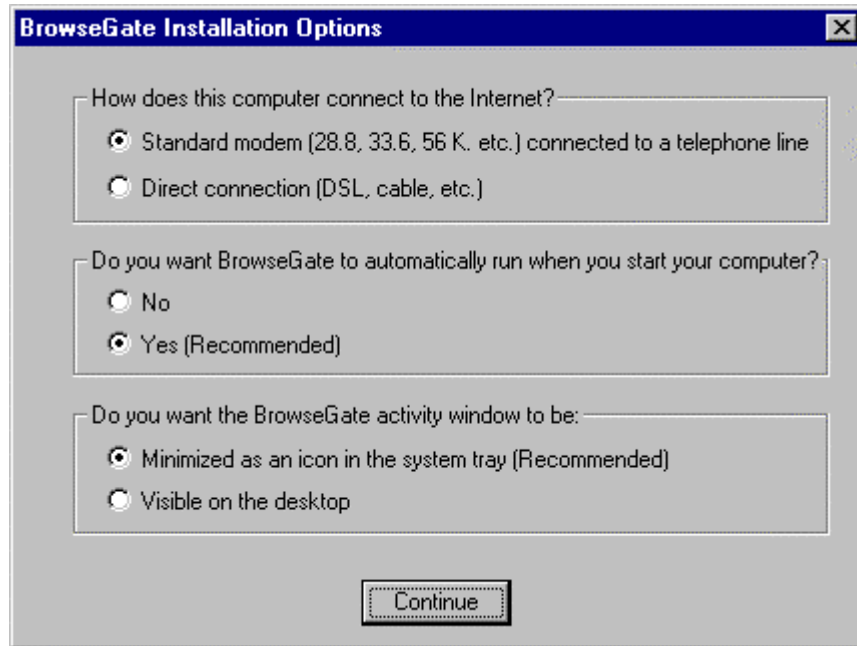 BrowseGate Installation Options
How does this computer connect to the Internet?
Standard modem (28.8, 33.6, 56 K. etc.) connected to a telephone line
Direct connection (DSL, cable, etc.)
Do you want BrowseGate to automatically run when you start your computer?
No
Yes (Recommended)
Do you want the BrowseGate activity window to be:
Minimized as an icon in the system tray (Recommended)
Visible on the desktop
Continue